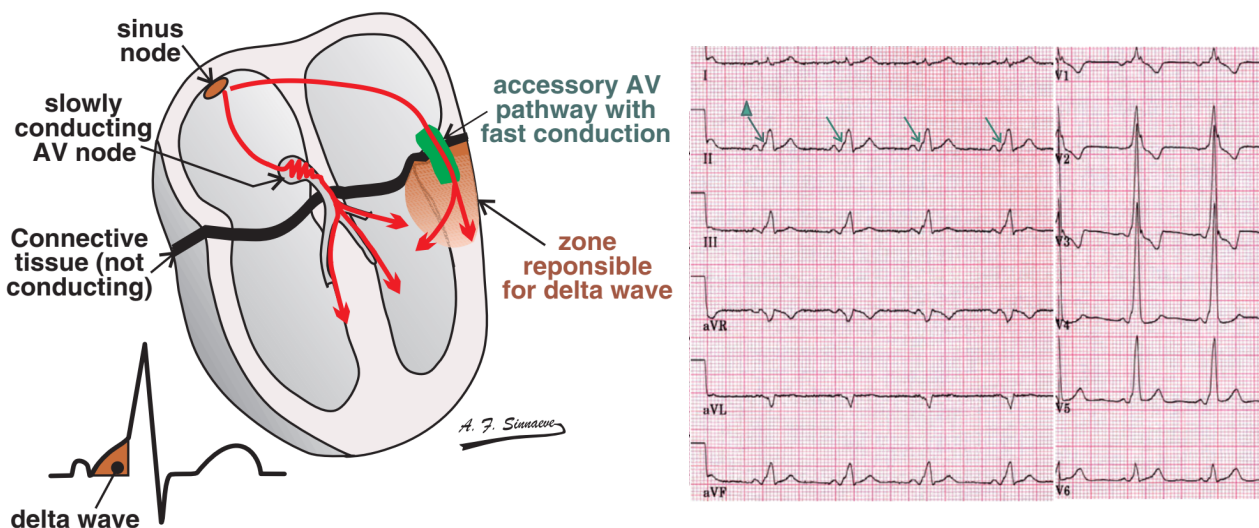 sinus
node
slowly
conducting
AV node
Connective
tissue (not
conducting)
accessory AV
pathway with
fast conduction
zone
reponsible
for delta wave
A. F. Sinnaeve
delta wave
I
II
III
aVR
aVL
aVF
V1
V2
V3
V4
V5
V6